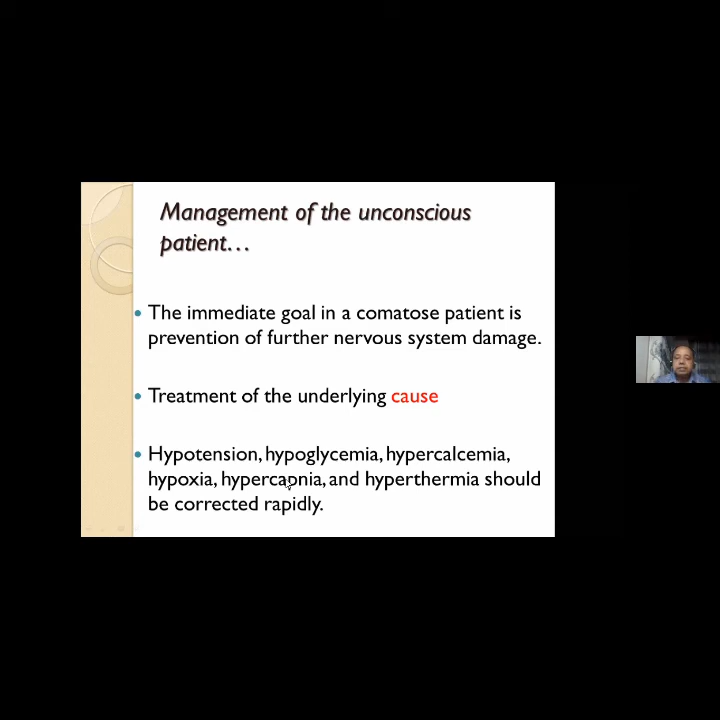 Management of the unconscious
patient...
The immediate goal in a comatose patient is
prevention of further nervous system damage.
Treatment of the underlying cause
Hypotension, hypoglycemia, hypercalcemia,
hypoxia, hypercapnia, and hyperthermia should
be corrected rapidly.